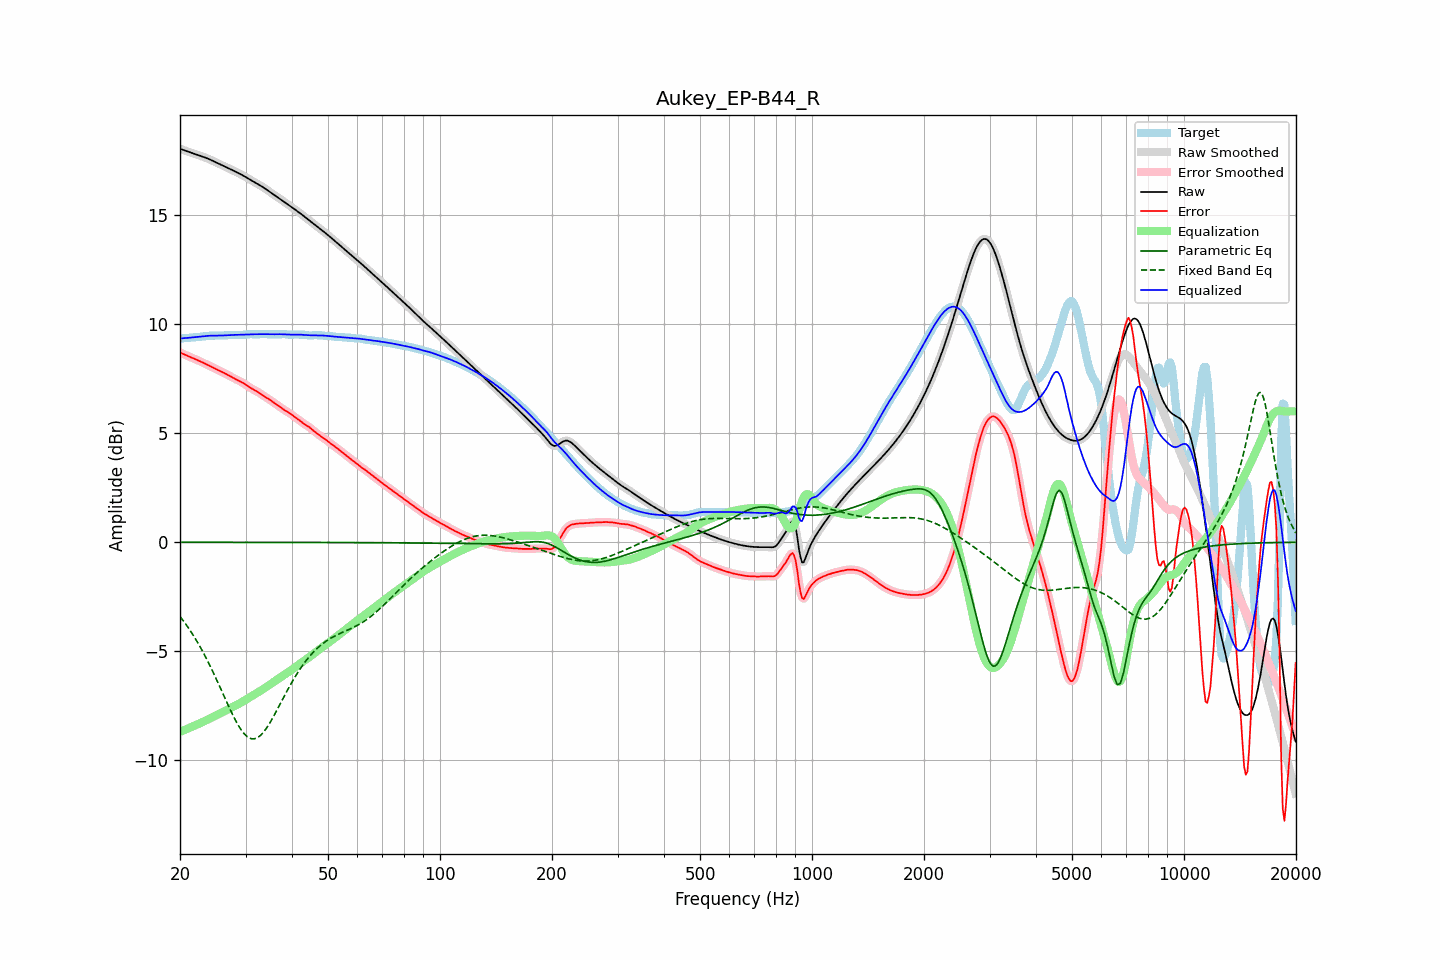 Aukey_EP-B44_R
Target
Raw Smoothed
Error Smoothed
Raw
Error
Equalization
Parametric Eq
Fixed Band Eq
Equalized
Amplitude (dBr)
15
10
5
0
−5
−10
20 50 100 200 500 1000 2000 5000 10000 20000
Frequency (Hz)